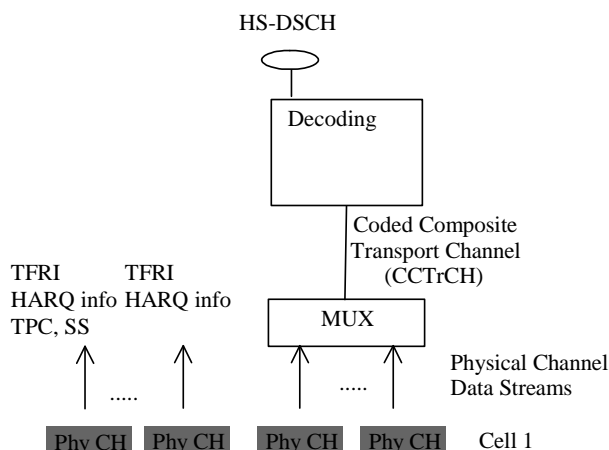 HS-DSCH
Decoding
Coded Composite
Transport Channel
(CCTrCH)
TFRI
HARQ info
TPC, SS
TFRI
HARQ info
MUX
Physical Channel
Data Streams
.....
.....
Phy CH
Phy CH
Phy CH
Phy CH
Cell 1